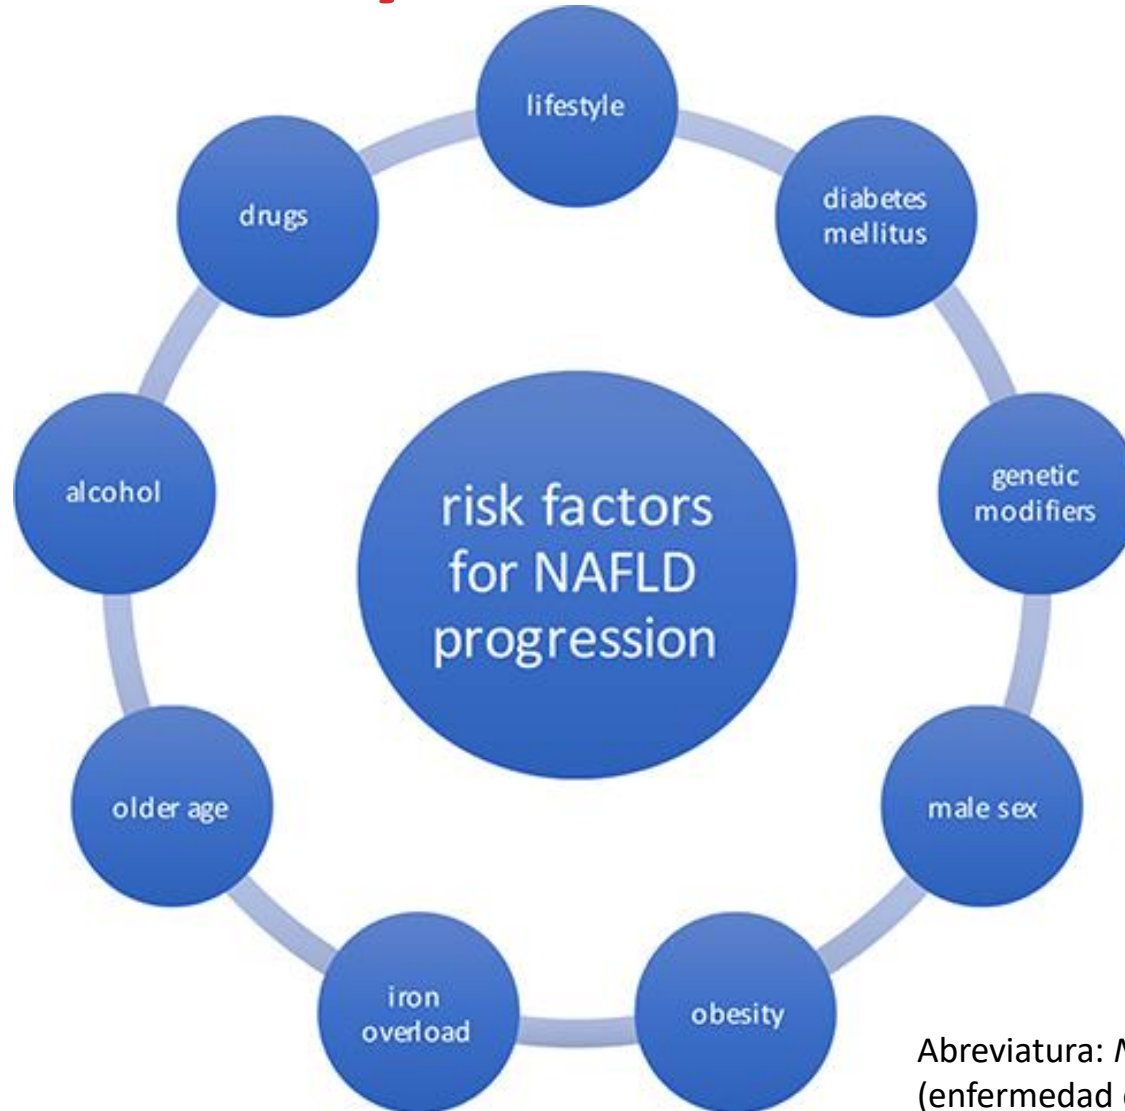 lifestyle
diabetes
mellitus
genetic
modifiers
male sex
obesity
iron
overload
older age
alcohol
drugs
risk factors
for NAFLD
progression
Abreviatura:
(enfermedad